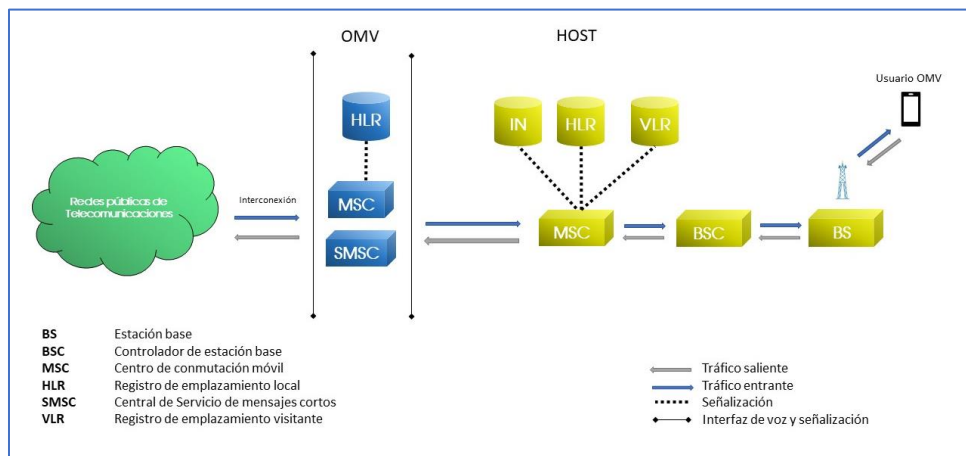 OMV
HOST
Usuario OMV
HLR
IN
HLR
VLR
Redes públicas de
Telecomunicaciones
Interconexión
MSC
SMSC
MSC
BSC
BS
BS Estación base
BSC Controlador de estación base
MSC Centro de conmutación móvil
HLR Registro de emplazamiento local
SMSC Central de Servicio de mensajes cortos
VLR Registro de emplazamiento visitante
Tráfico saliente
Tráfico entrante
Señalización
Interfaz de voz y señalización